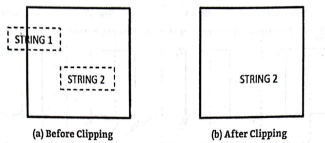 STRING 1
STRING 2
STRING 2
(a) Before Clipping
(b) After Clipping